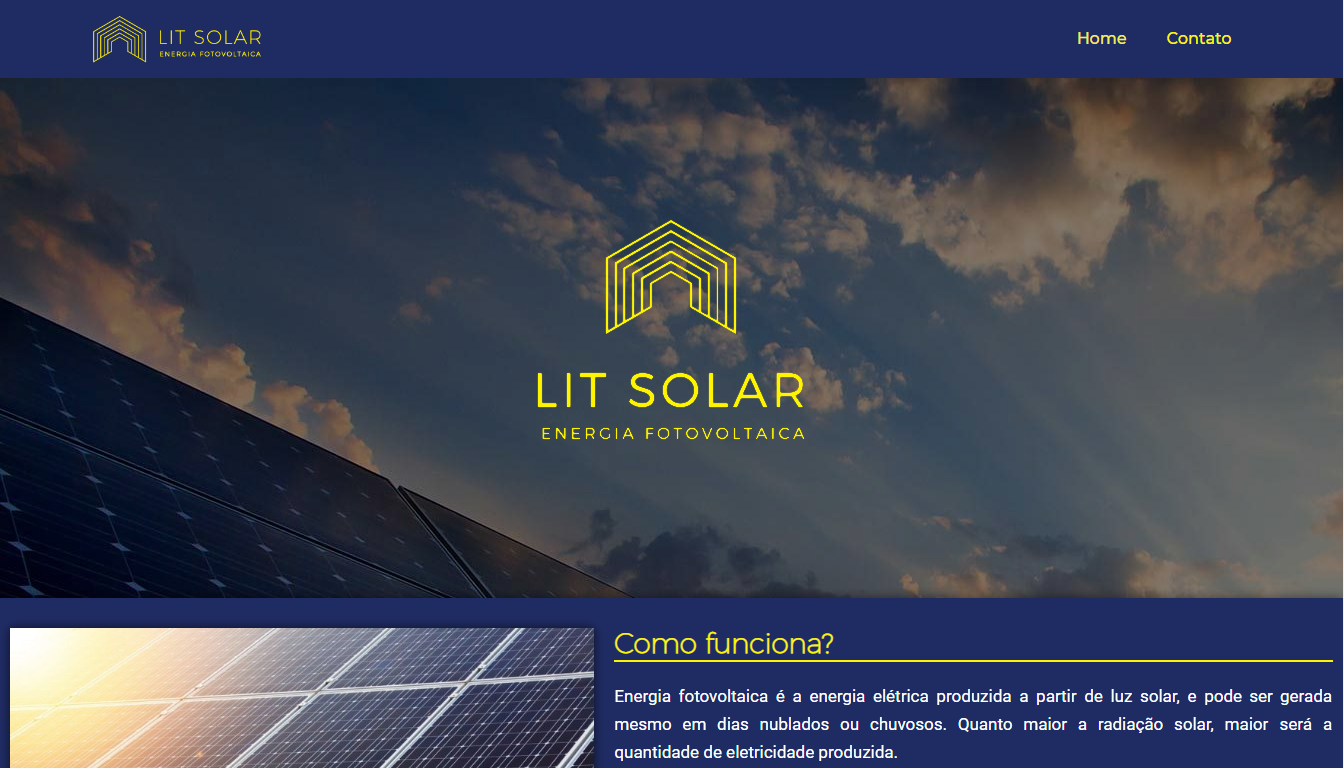 LIT SOLAR
ENERGIA FOTOVOLTAICA
Home
Contato
LIT SOLAR
ENERGIA FOTOVOLTAICA
Como funciona?
Energia fotovoltaica é a energia elétrica produzida a partir de luz solar, e pode ser gerada
mesmo em dias nublados ou chuvosos. Quanto maior a radiação solar, maior será a
quantidade de eletricidade produzida.